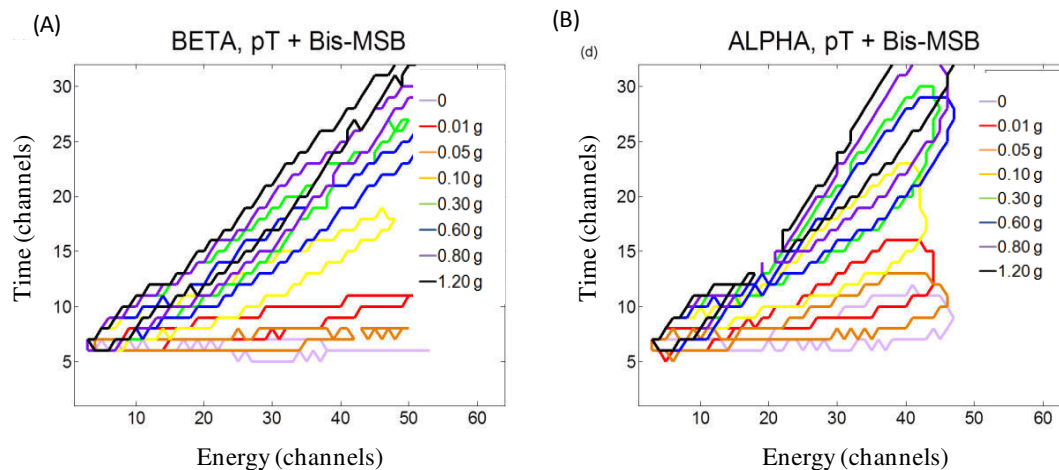 (A)
BETA, pT + Bis-MSB
Time (channels)
30
25
20
15
10
5
10 20 30 40 50 60
Energy (channels)
0
0.01 g
0.05 g
0.10 g
0.30 g
0.60 g
0.80 g
1.20 g
(B)
(d)
ALPHA, pT + Bis-MSB
Time (channels)
30
25
20
15
10
5
10 20 30 40 50 60
Energy (channels)
0
0.01 g
0.05 g
0.10 g
0.30 g
0.60 g
0.80 g
1.20 g